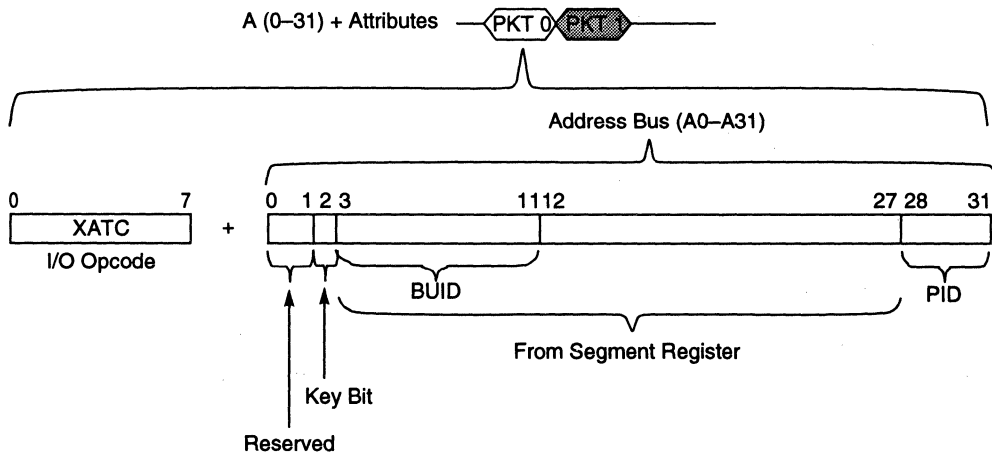 A (0–31) + Attributes PKT 0 PKT 1
Address Bus (A0–A31)
0 7 0 1 2 3 11 12 27 28 31
XATC +
I/O Opcode
BUID PID
From Segment Register
Key Bit
Reserved